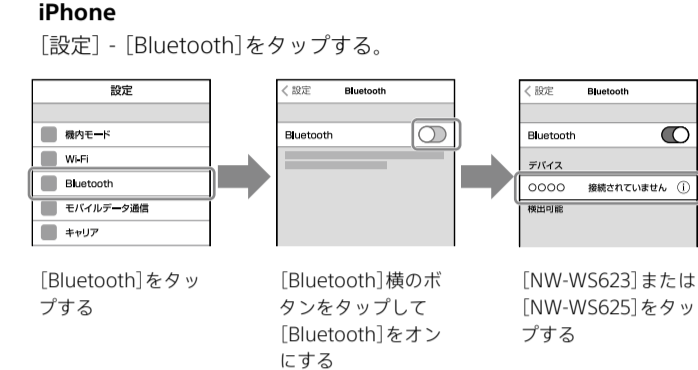 iPhone
［設定］-［Bluetooth］をタップする。
設定
機内モード
Wi-Fi
Bluetooth
モバイルデータ通信
キャリア
＜設定 Bluetooth
Bluetooth
＜設定 Bluetooth
Bluetooth
デバイス
○○○○ 接続されていません ⓘ
検出可能
［Bluetooth］をタッ
プする
［Bluetooth］横のボ
タンをタップして
［Bluetooth］をオン
にする
［NW-WS623］または
［NW-WS625］をタッ
プする